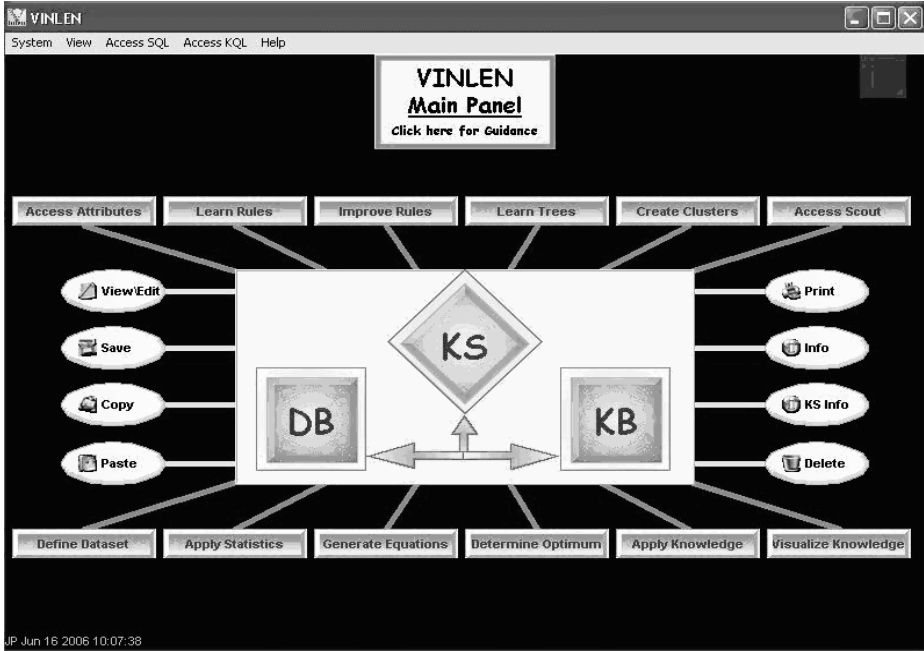 VINLEN
System View Access SQL Access KQL Help
VINLEN
Main Panel
Click here for Guidance
Access Attributes
Learn Rules
Improve Rules
Learn Trees
Create Clusters
Access Scout
View\Edit
Print
Save
Info
Copy
KS Info
Paste
Delete
KS
DB
KB
Define Dataset
Apply Statistics
Generate Equations
Determine Optimum
Apply Knowledge
Visualize Knowledge
JP Jun 16 2006 10:07:38